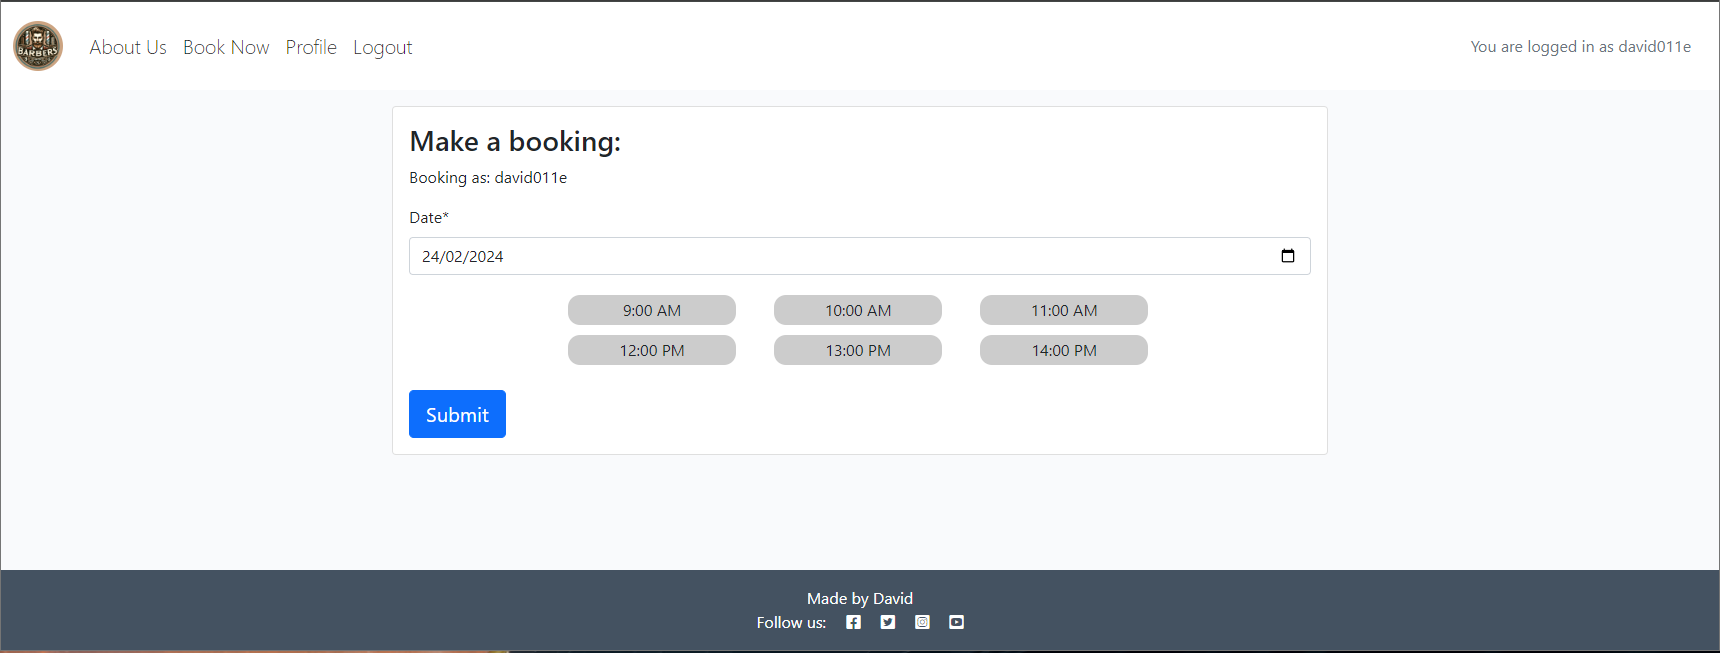 BARBERS
About Us Book Now Profile Logout
You are logged in as david011e
Make a booking:
Booking as: david011e
Date*
24/02/2024
9:00 AM 10:00 AM 11:00 AM
12:00 PM 13:00 PM 14:00 PM
Submit
Made by David
Follow us: